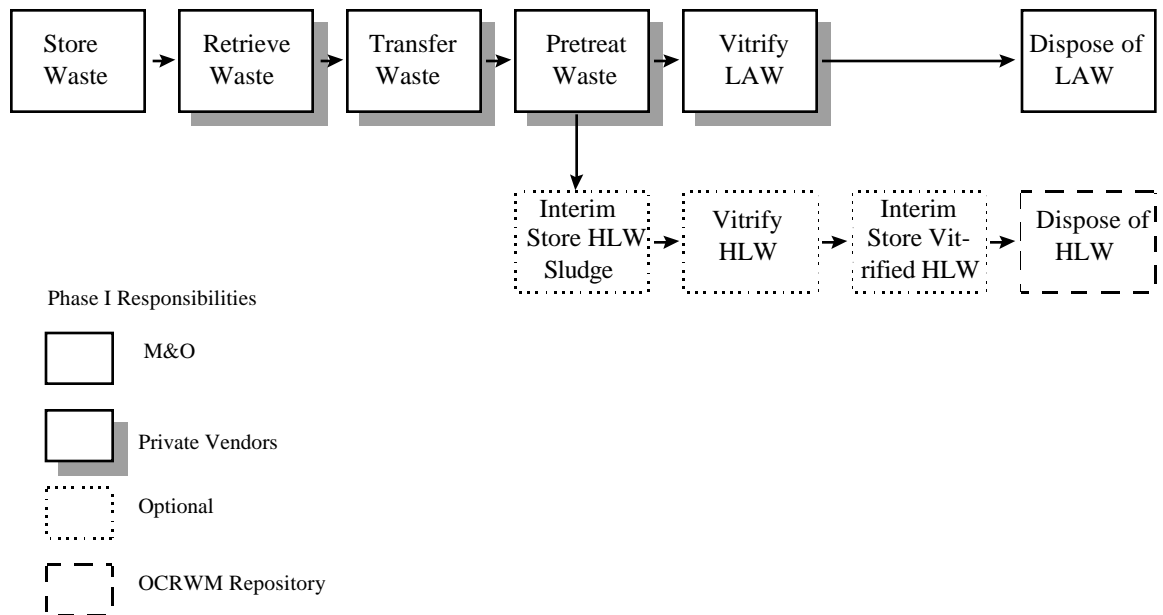 Store
Waste
Retrieve
Waste
Transfer
Waste
Pretreat
Waste
Vitrify
LAW
Dispose of
LAW
Interim
Store HLW
Sludge
Vitrify
HLW
Interim
Store Vit-
rified HLW
Dispose of
HLW
Phase I Responsibilities
M&O
Private Vendors
Optional
OCRWM Repository